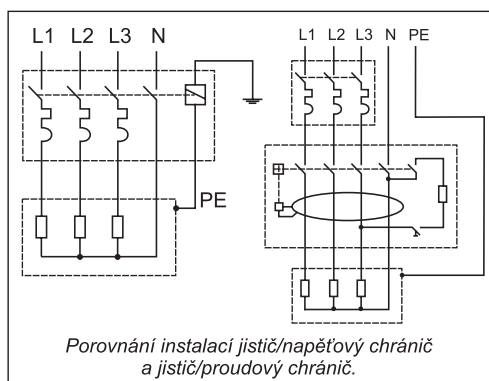 L1 L2 L3 N
L1 L2 L3 N PE
PE
Porovnání instalací jistič/napěťový chránič
a jistič/proudový chránič.